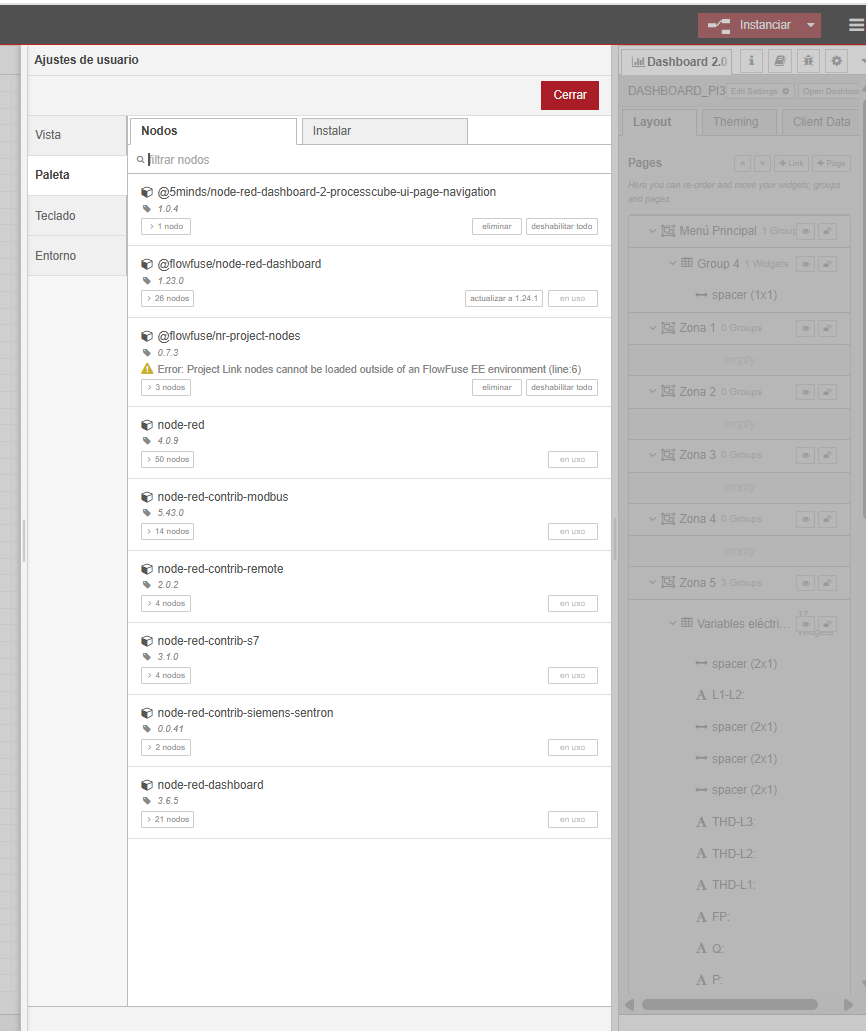 Instanciar
Ajustes de usuario
Cerrar
Vista
Paleta
Teclado
Entorno
Nodos
Instalar
filtrar nodos
@5minds/node-red-dashboard-2-processcube-ui-page-navigation
1.0.4
1 nodo
eliminar
deshabilitar todo
@flowfuse/node-red-dashboard
1.23.0
26 nodos
actualizar a 1.24.1
en uso
@flowfuse/nr-project-nodes
0.7.3
Error: Project Link nodes cannot be loaded outside of an FlowFuse EE environment (line:6)
3 nodos
eliminar
deshabilitar todo
node-red
4.0.9
50 nodos
en uso
node-red-contrib-modbus
5.43.0
14 nodos
en uso
node-red-contrib-remote
2.0.2
4 nodos
en uso
node-red-contrib-s7
3.1.0
4 nodos
en uso
node-red-contrib-siemens-sentron
0.0.41
2 nodos
en uso
node-red-dashboard
3.6.5
21 nodos
en uso
Dashboard 2.0
DASHBOARD_PI3
Edit Settings
Open Dashboa
Layout
Theming
Client Data
Pages
Link
Page
Here you can re-order and move your widgets, groups
and pages.
Menú Principal 1 Group
Group 4 1 Widgets
spacer (1x1)
Zona 1 0 Groups
empty
Zona 2 0 Groups
empty
Zona 3 0 Groups
empty
Zona 4 0 Groups
empty
Zona 5 3 Groups
Variables eléctri... 17
Widgets
spacer (2x1)
L1-L2:
spacer (2x1)
spacer (2x1)
spacer (2x1)
THD-L3:
THD-L2:
THD-L1:
FP:
Q:
P: